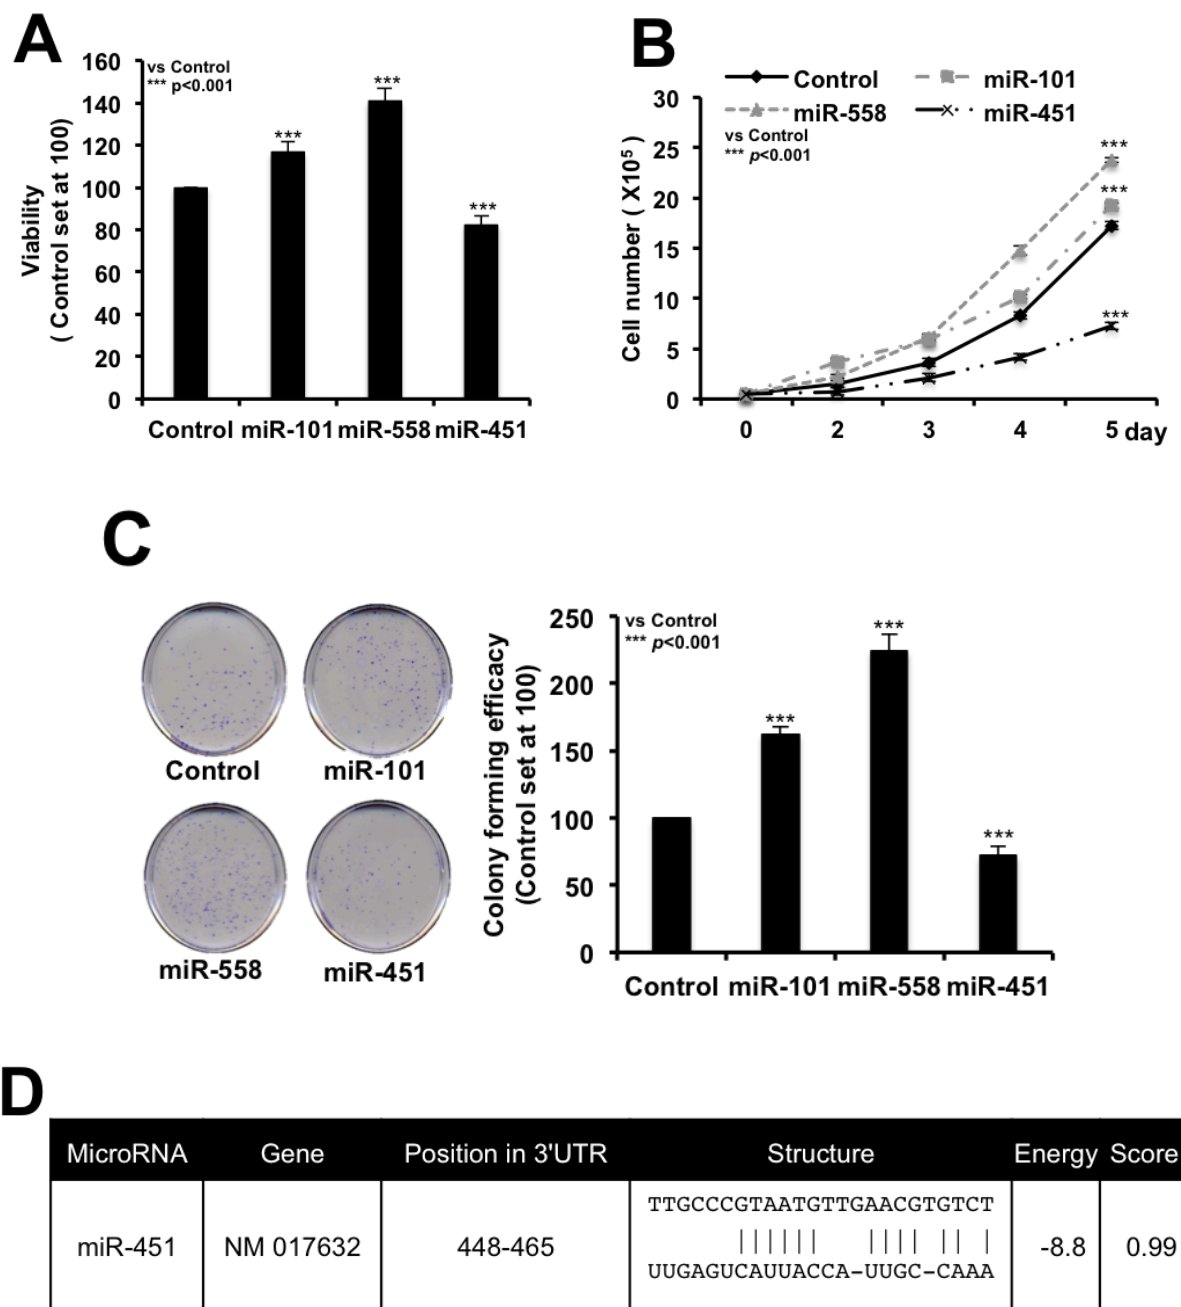 A
160
140
120
100
80
60
40
20
0
Viability
( Control set at 100)
vs Control
*** p<0.001
***
***
***
Control miR-101 miR-558 miR-451
B
Control
miR-101
miR-558
miR-451
vs Control
*** p<0.001
30
25
20
15
10
5
0
Cell number ( X10⁵ )
***
***
***
0 2 3 4 5 day
C
Control miR-101
miR-558 miR-451
250
200
150
100
50
0
Colony forming efficacy
(Control set at 100)
vs Control
*** p<0.001
***
***
***
Control miR-101 miR-558 miR-451
D
MicroRNA Gene Position in 3'UTR Structure Energy Score
TTGCCCGTAATGTTGAACGTGTCT
miR-451 NM 017632 448-465 |||||| |||| || | -8.8 0.99
UUGAGUCAUUACCA-UUGC-CAAA